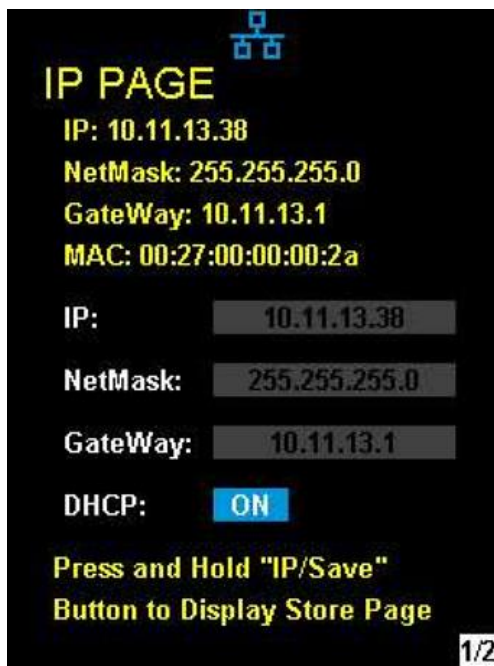 IP PAGE
IP: 10.11.13.38
NetMask: 255.255.255.0
GateWay: 10.11.13.1
MAC: 00:27:00:00:00:2a
IP: 10.11.13.38
NetMask: 255.255.255.0
GateWay: 10.11.13.1
DHCP: ON
Press and Hold "IP/Save"
Button to Display Store Page
1/2